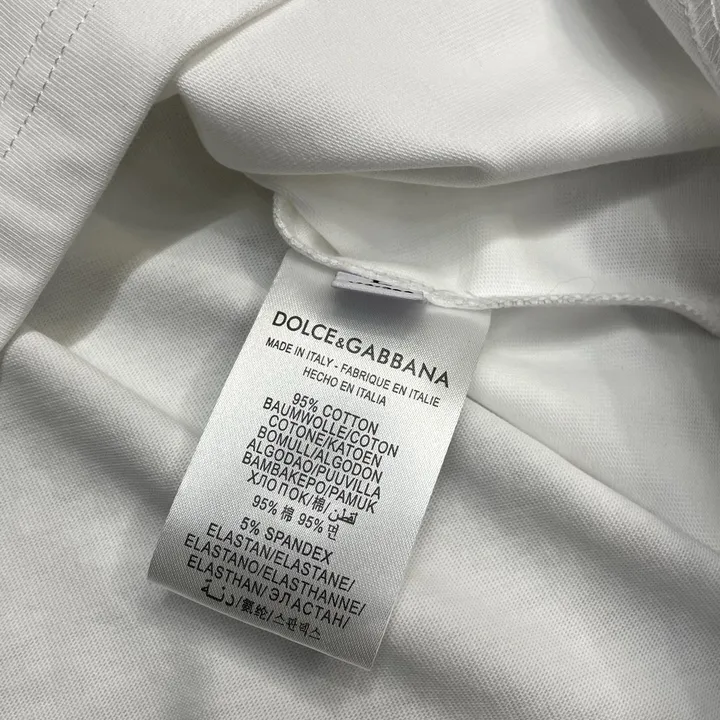 DOLCE&GABBANA
MADE IN ITALY - FABRIQUE EN ITALIE
HECHO EN ITALIA
95% COTTON
BAUMWOLLE/COTON
COTONE/KATOEN
BOMULL/ALGODON
ALGODAO/PUUVILLA
BAMBAKEPO/PAMUK
ХЛОПОК/棉/قطن
95% 棉 95% 면
5% SPANDEX
ELASTAN/ELASTANE/
ELASTANO/ELASTHANNE/
ELASTHAN/ ЭЛАСТАН/
/氨纶/스판덱스